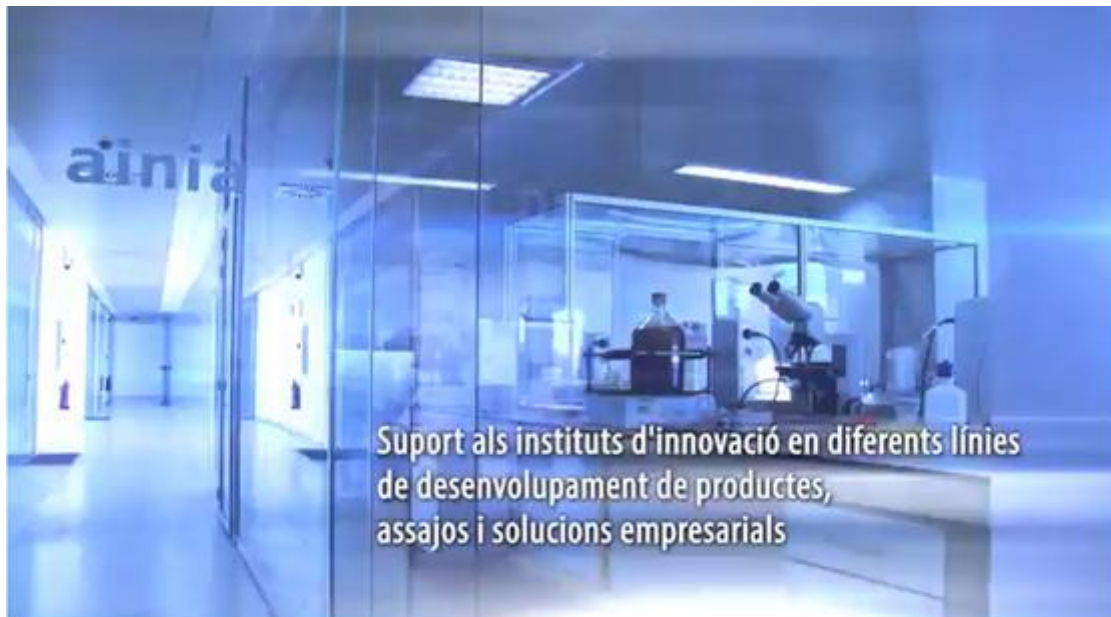 ainia
Suport als instituts d'innovació en diferents línies
de desenvolupament de productes,
assajos i solucions empresarials